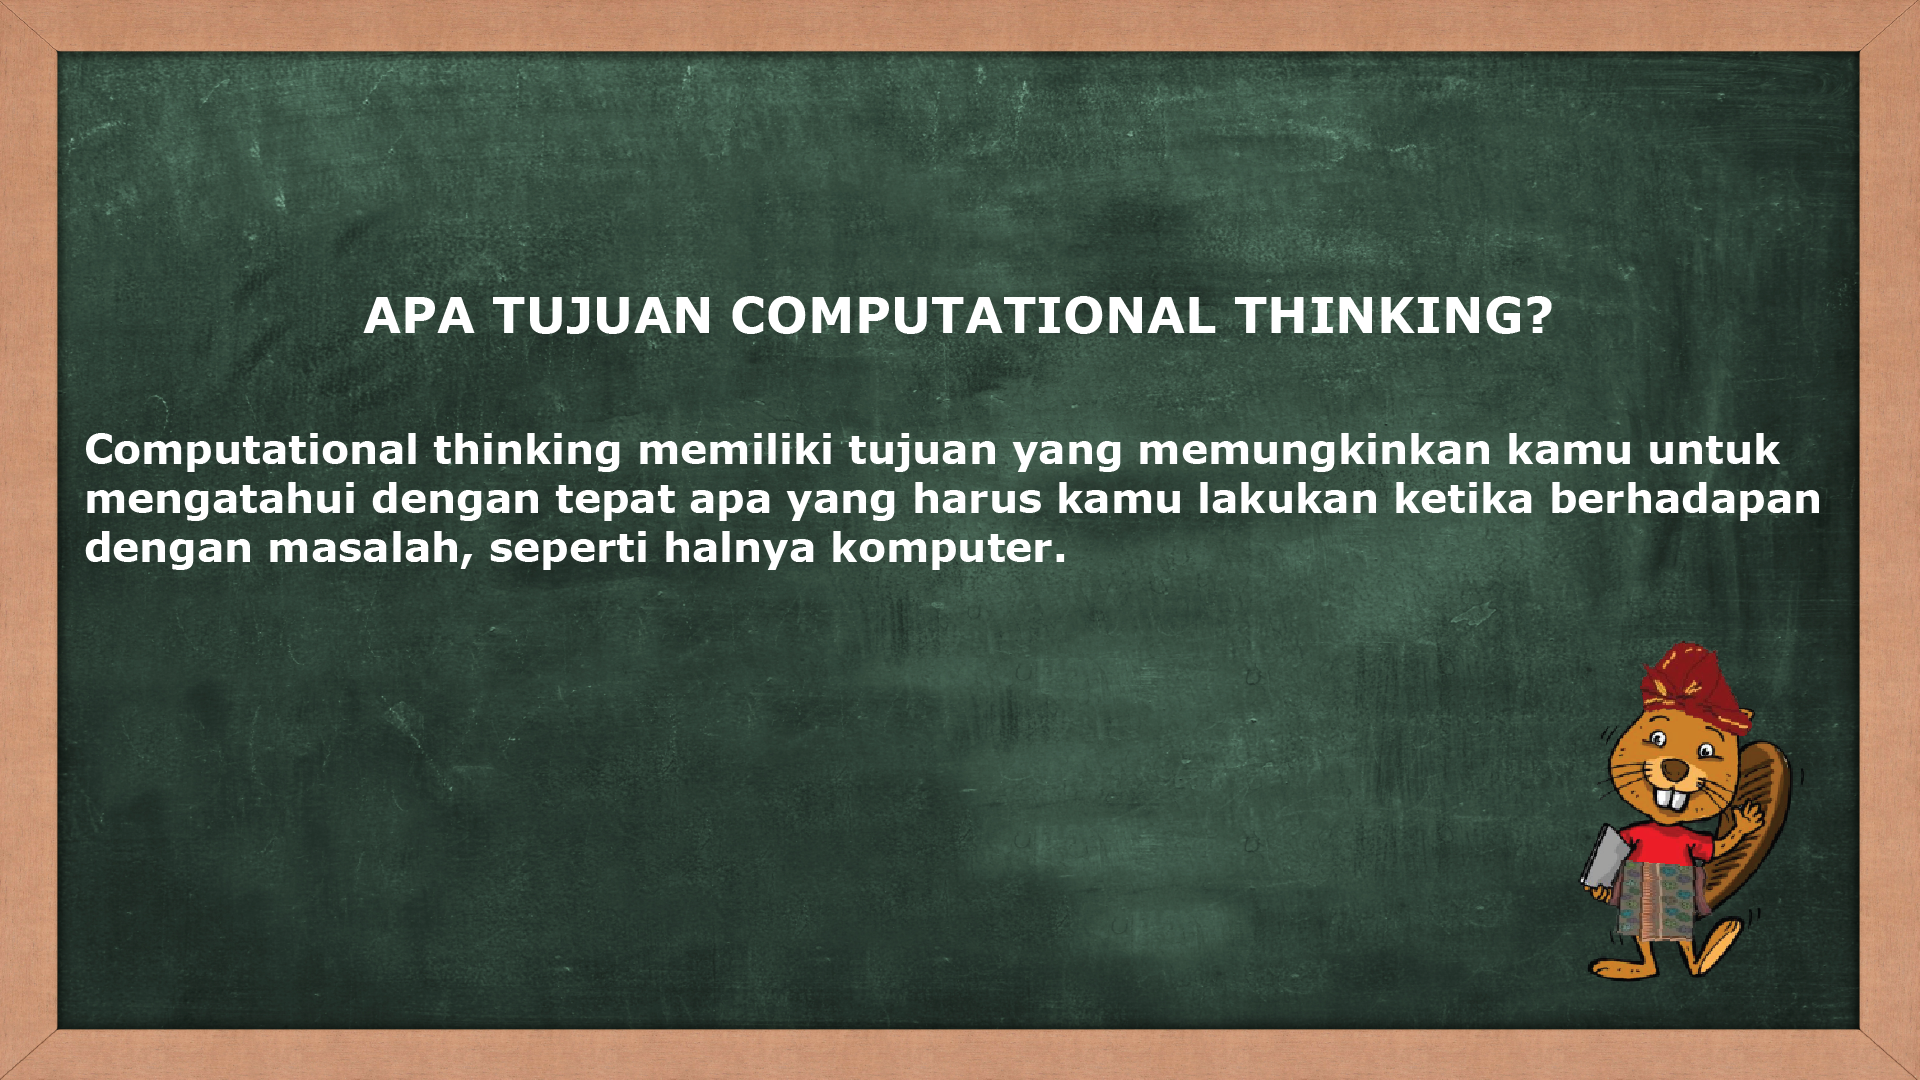 APA TUJUAN COMPUTATIONAL THINKING?
Computational thinking memiliki tujuan yang memungkinkan kamu untuk
mengatahui dengan tepat apa yang harus kamu lakukan ketika berhadapan
dengan masalah, seperti halnya komputer.